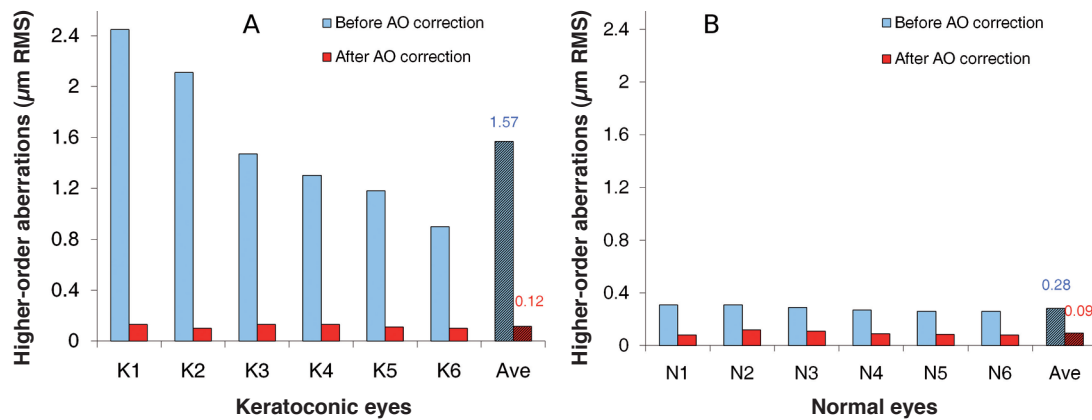 A
Before AO correction
After AO correction
Higher-order aberrations (µm RMS)
2.4
2
1.6
1.2
0.8
0.4
0
1.57
0.12
K1 K2 K3 K4 K5 K6 Ave
Keratoconic eyes
B
Before AO correction
After AO correction
Higher-order aberrations (µm RMS)
2.4
2
1.6
1.2
0.8
0.4
0
0.28
0.09
N1 N2 N3 N4 N5 N6 Ave
Normal eyes